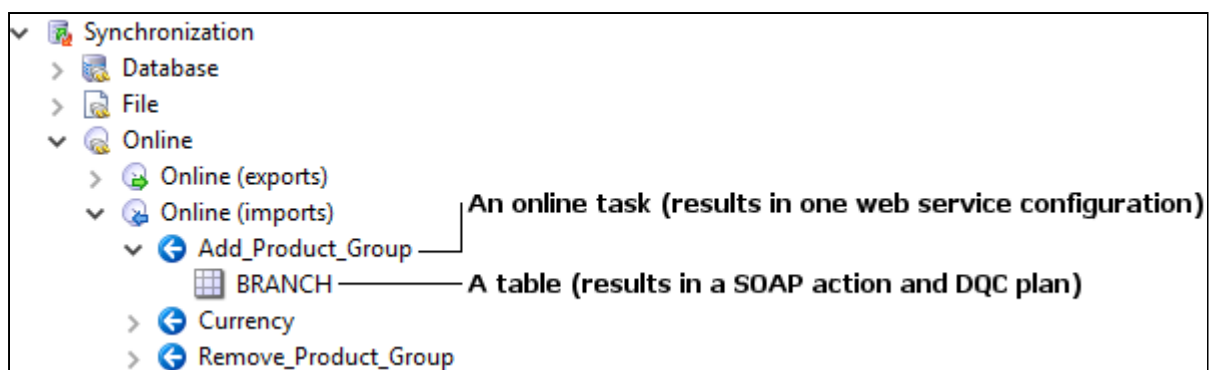 Synchronization
Database
File
Online
Online (exports)
Online (imports)
An online task (results in one web service configuration)
Add_Product_Group
BRANCH
A table (results in a SOAP action and DQC plan)
Currency
Remove_Product_Group